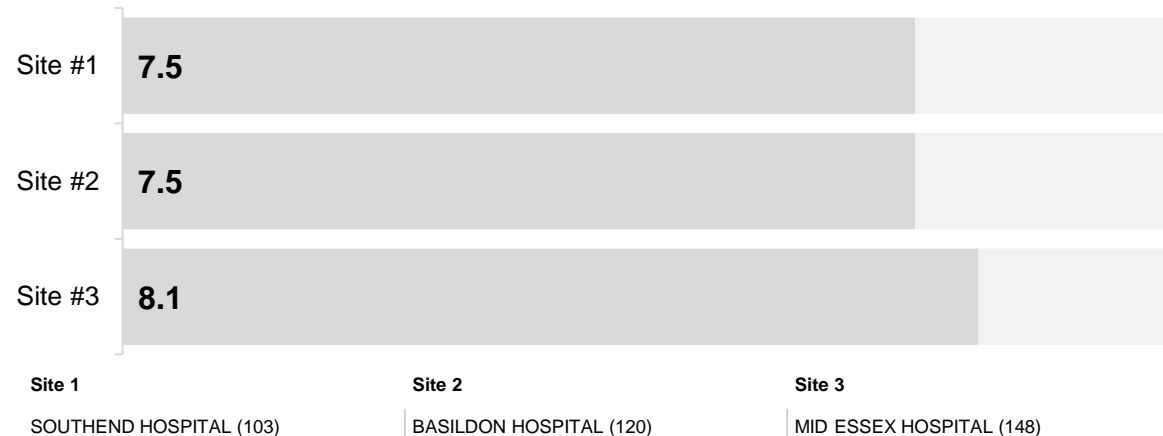 Site #1 7.5
Site #2 7.5
Site #3 8.1
Site 1 Site 2 Site 3
SOUTHEND HOSPITAL (103) BASILDON HOSPITAL (120) MID ESSEX HOSPITAL (148)